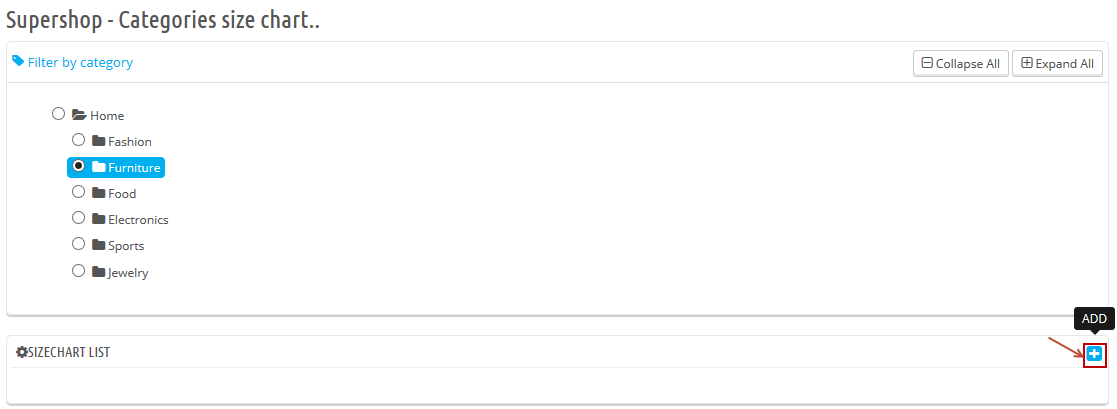 Supershop - Categories size chart..
Filter by category
Collapse All
Expand All
Home
Fashion
Furniture
Food
Electronics
Sports
Jewelry
ADD
SIZECHART LIST